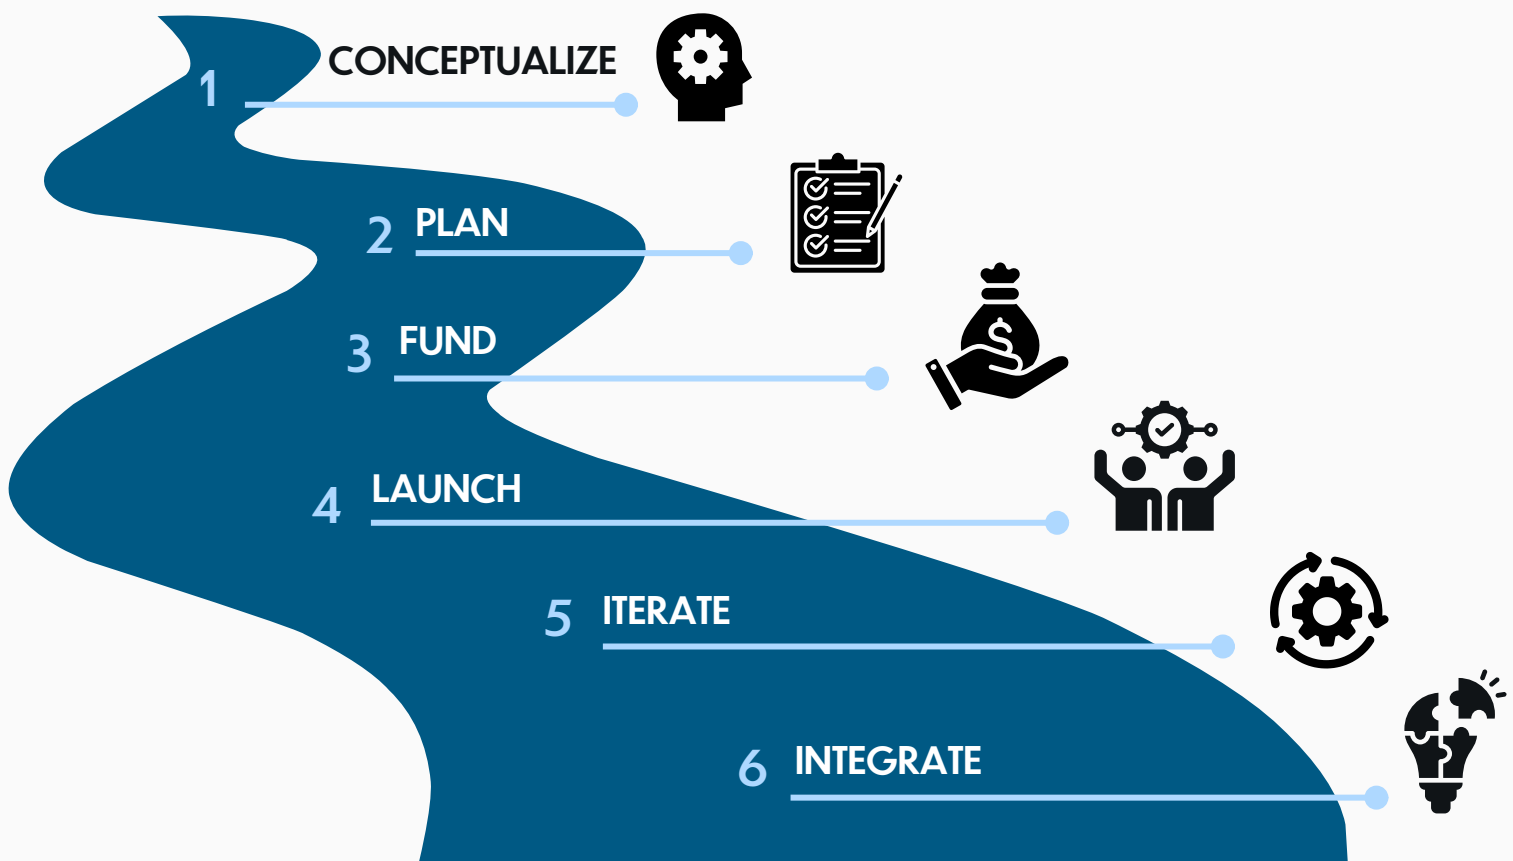 1 CONCEPTUALIZE
2 PLAN
3 FUND
$
4 LAUNCH
5 ITERATE
6 INTEGRATE